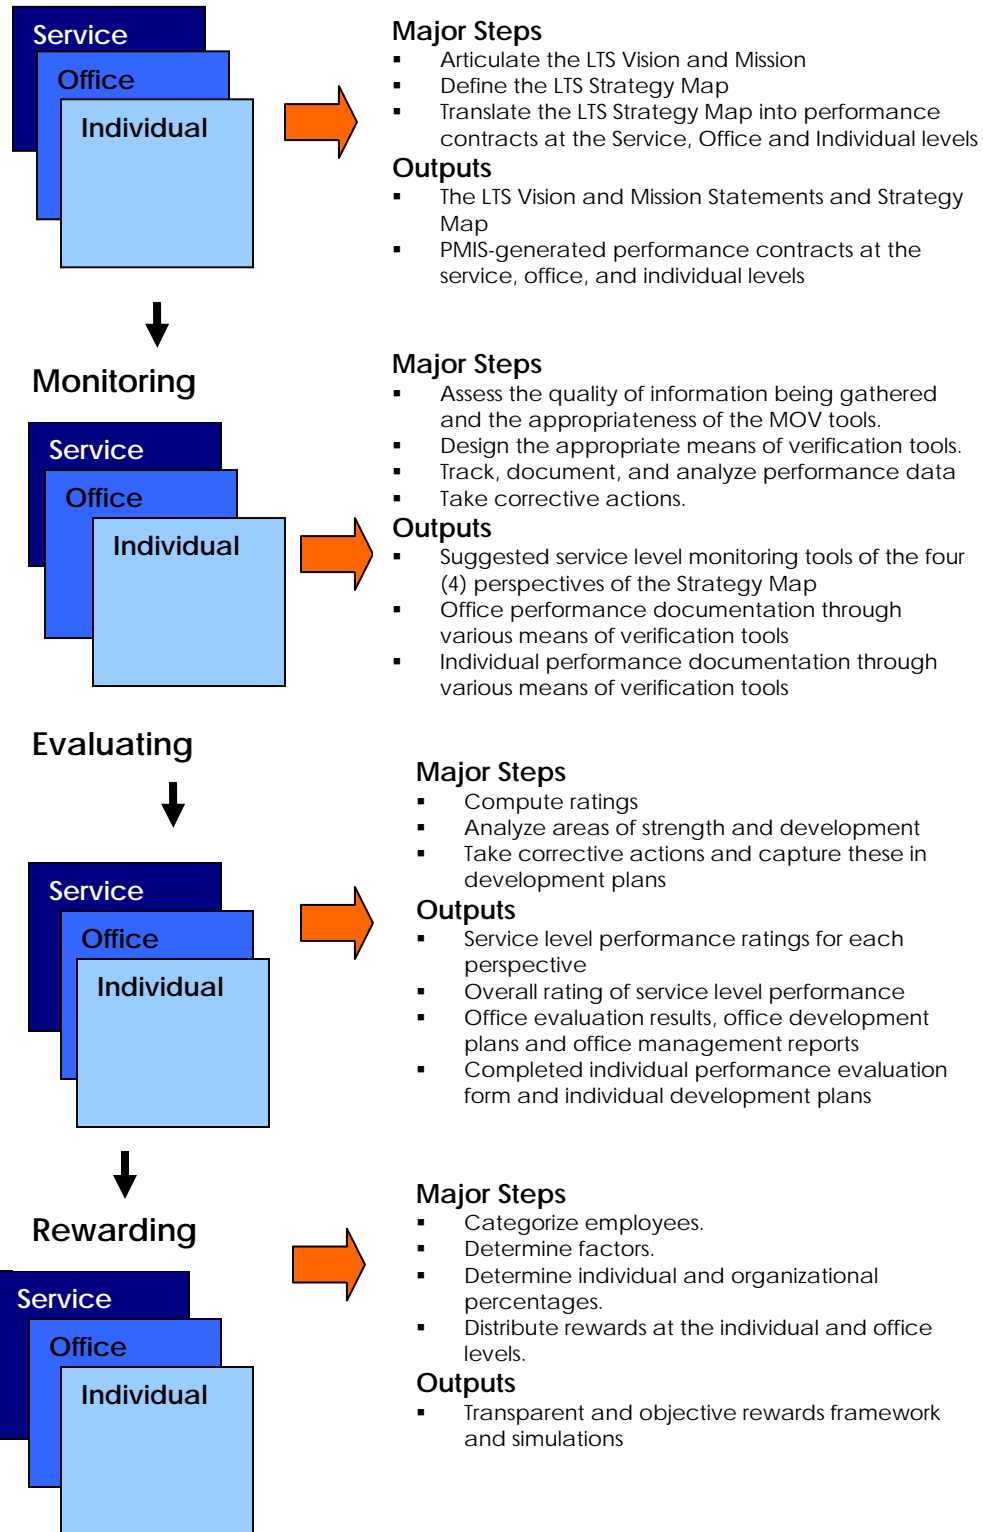 Service
Office
Individual
Major Steps
▪ Articulate the LTS Vision and Mission
▪ Define the LTS Strategy Map
▪ Translate the LTS Strategy Map into performance
contracts at the Service, Office and Individual levels
Outputs
▪ The LTS Vision and Mission Statements and Strategy
Map
▪ PMIS-generated performance contracts at the
service, office, and individual levels
Monitoring
Service
Office
Individual
Major Steps
▪ Assess the quality of information being gathered
and the appropriateness of the MOV tools.
▪ Design the appropriate means of verification tools.
▪ Track, document, and analyze performance data
▪ Take corrective actions.
Outputs
▪ Suggested service level monitoring tools of the four
(4) perspectives of the Strategy Map
▪ Office performance documentation through
various means of verification tools
▪ Individual performance documentation through
various means of verification tools
Evaluating
Service
Office
Individual
Major Steps
▪ Compute ratings
▪ Analyze areas of strength and development
▪ Take corrective actions and capture these in
development plans
Outputs
▪ Service level performance ratings for each
perspective
▪ Overall rating of service level performance
▪ Office evaluation results, office development
plans and office management reports
▪ Completed individual performance evaluation
form and individual development plans
Rewarding
Service
Office
Individual
Major Steps
▪ Categorize employees.
▪ Determine factors.
▪ Determine individual and organizational
percentages.
▪ Distribute rewards at the individual and office
levels.
Outputs
▪ Transparent and objective rewards framework
and simulations